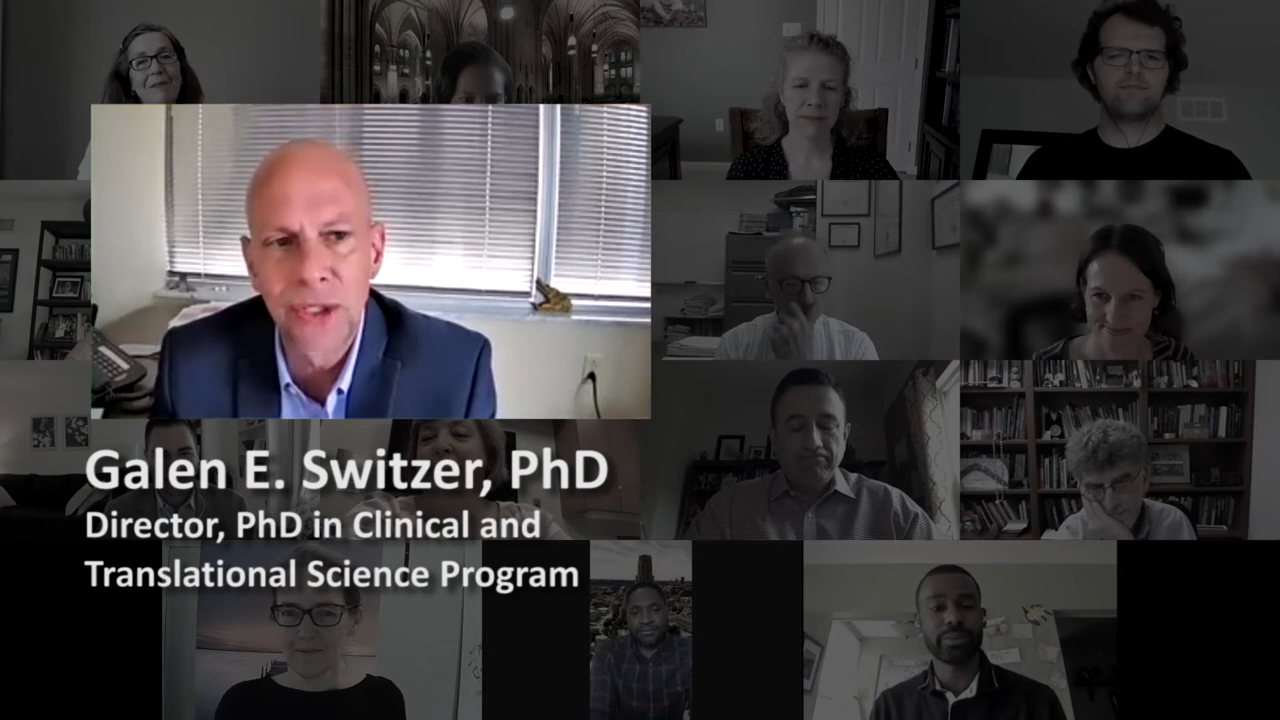 Galen E. Switzer, PhD
Director, PhD in Clinical and
Translational Science Program